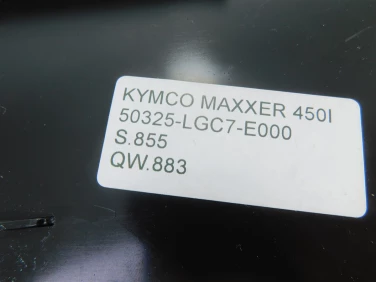 KYMCO MAXXER 450I
50325-LGC7-E000
S.855
QW.883